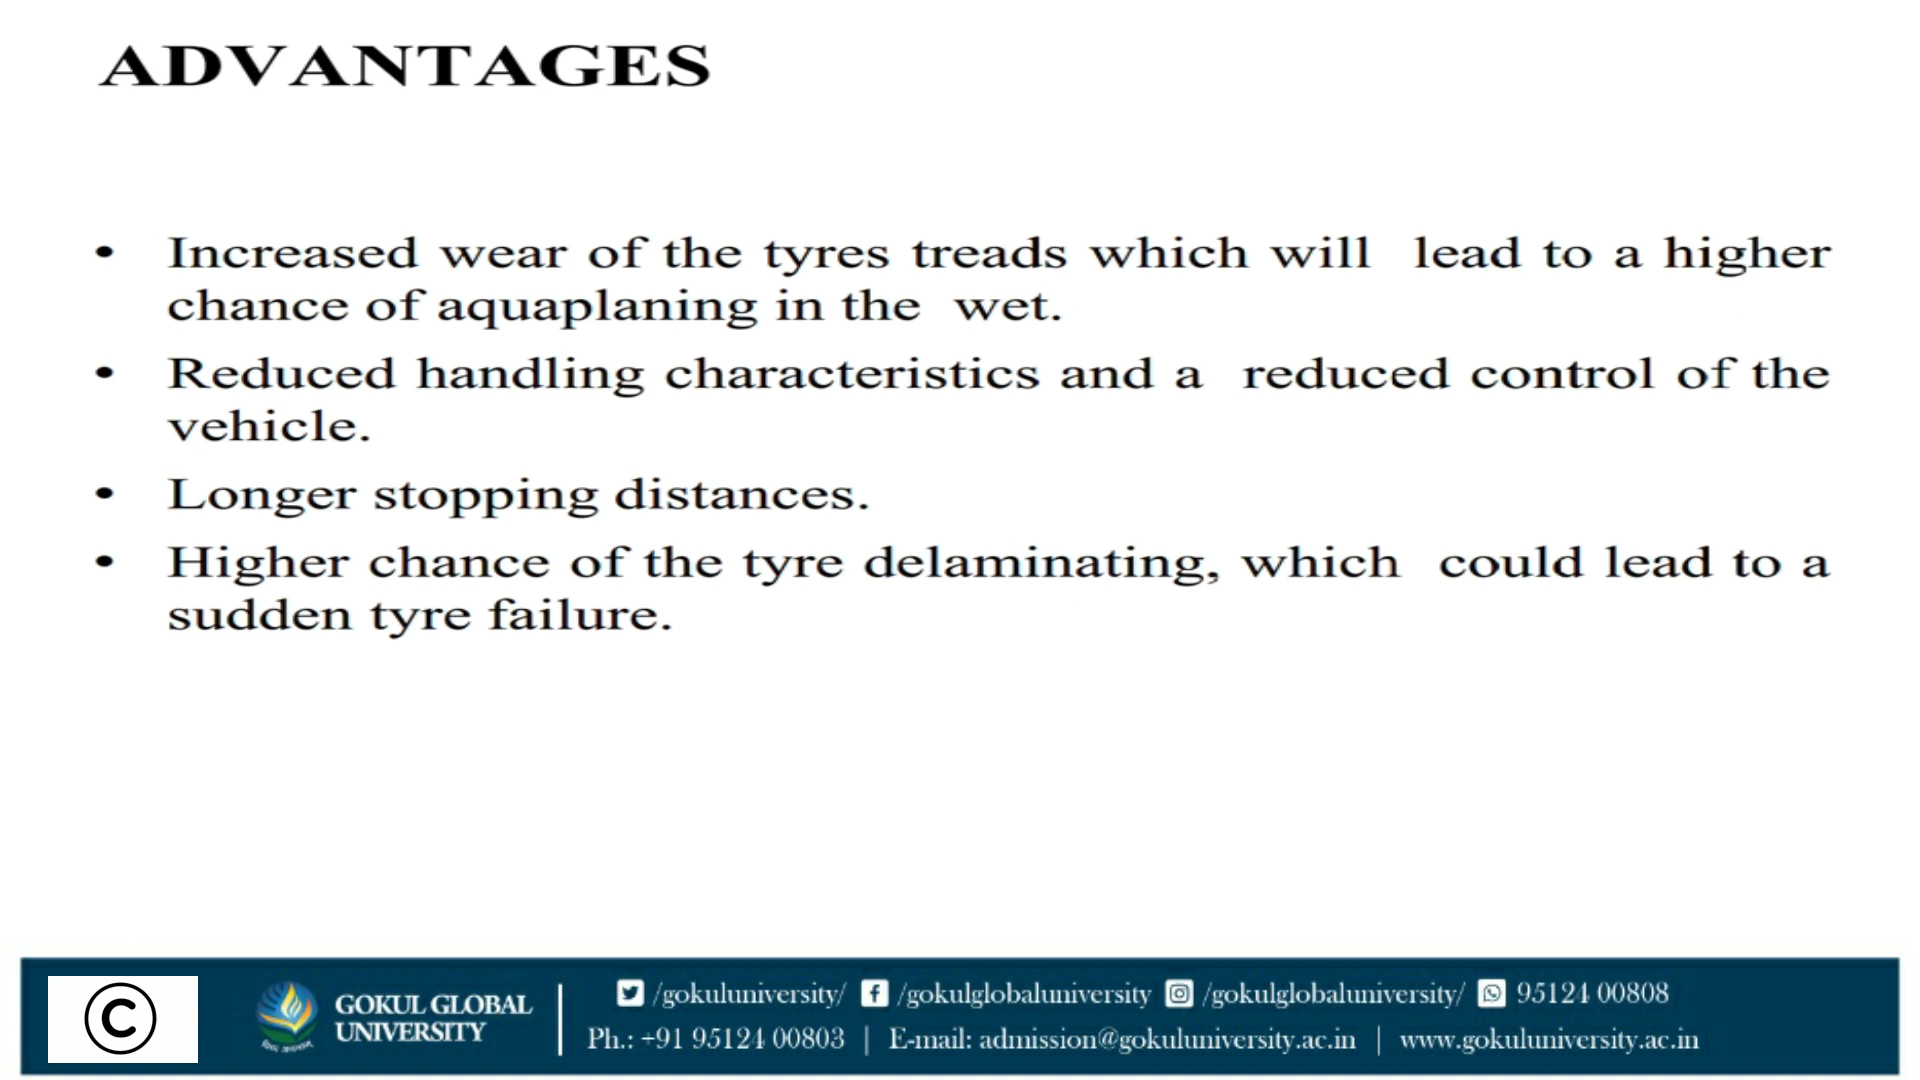 ADVANTAGES
• Increased wear of the tyres treads which will lead to a higher
chance of aquaplaning in the wet.
• Reduced handling characteristics and a reduced control of the
vehicle.
• Longer stopping distances.
• Higher chance of the tyre delaminating, which could lead to a
sudden tyre failure.
©
GOKUL GLOBAL
UNIVERSITY
/gokuluniversity/ /gokulglobaluniversity /gokulglobaluniversity/ 95124 00808
Ph.: +91 95124 00803 | E-mail: admission@gokuluniversity.ac.in | www.gokuluniversity.ac.in